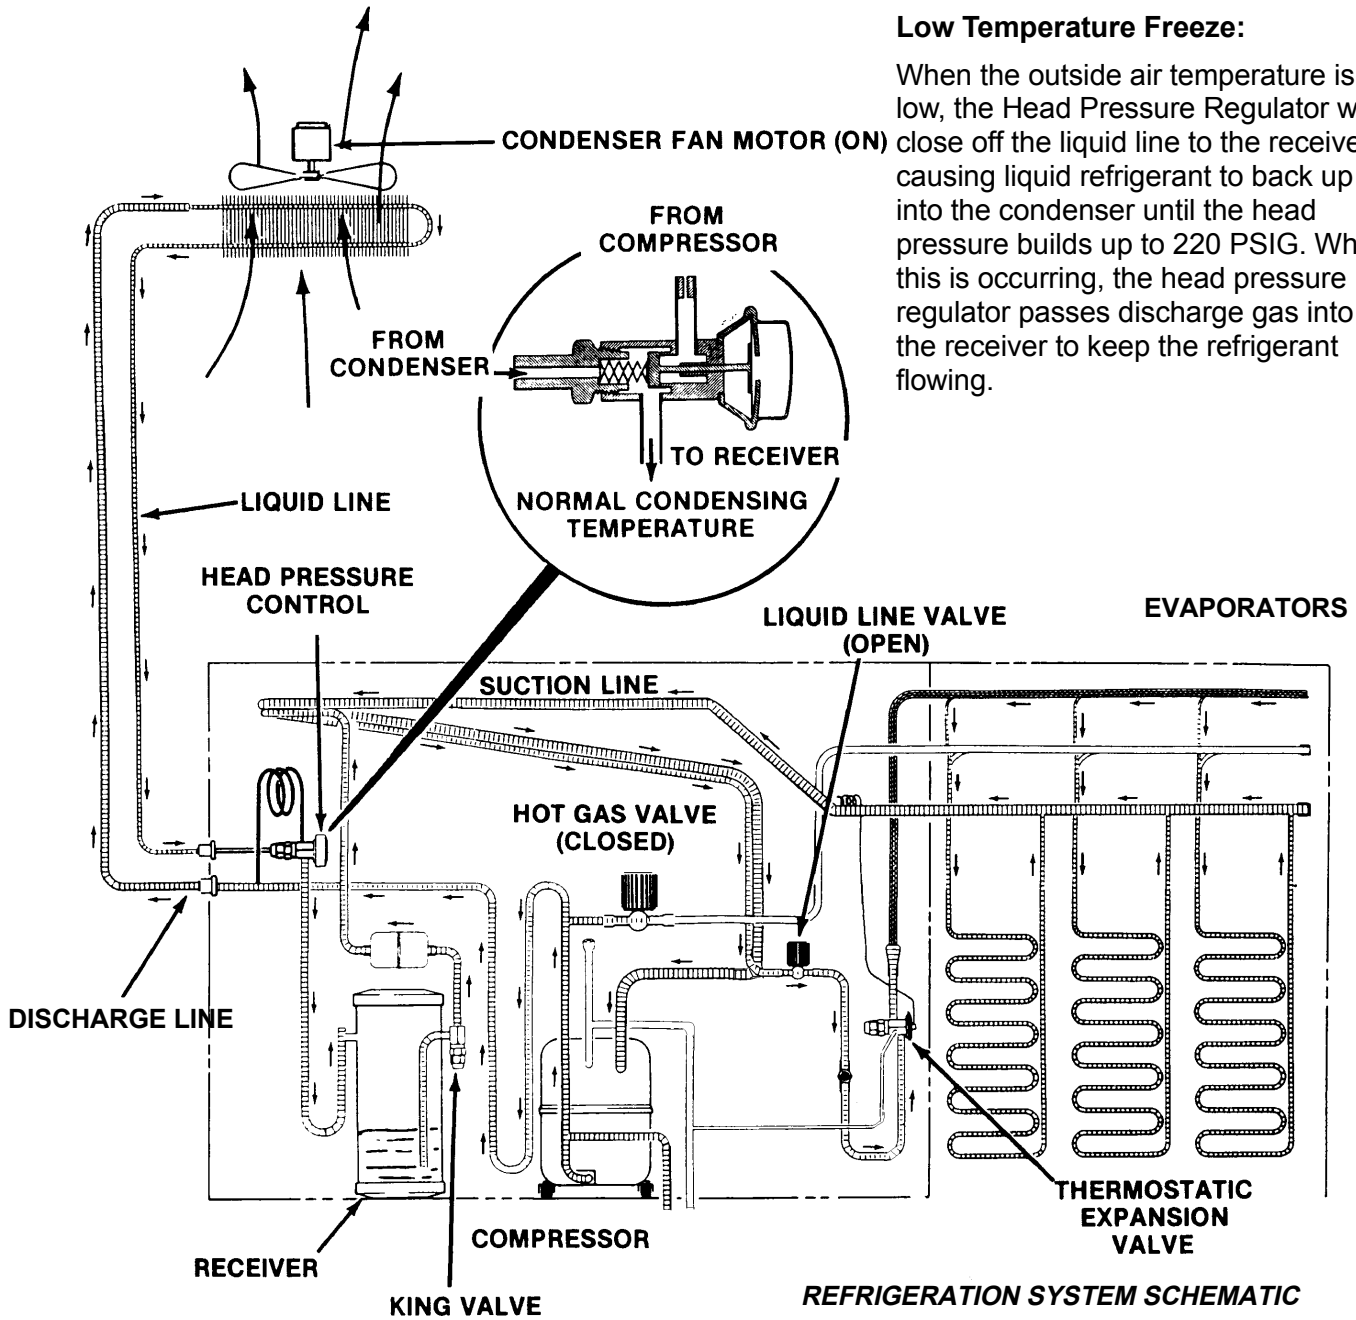 Low Temperature Freeze:
When the outside air temperature is
low, the Head Pressure Regulator w
close off the liquid line to the receive
causing liquid refrigerant to back up
into the condenser until the head
pressure builds up to 220 PSIG. Wh
this is occurring, the head pressure
regulator passes discharge gas into
the receiver to keep the refrigerant
flowing.
CONDENSER FAN MOTOR (ON)
FROM
COMPRESSOR
FROM
CONDENSER
TO RECEIVER
NORMAL CONDENSING
TEMPERATURE
LIQUID LINE
HEAD PRESSURE
CONTROL
LIQUID LINE VALVE
(OPEN)
EVAPORATORS
SUCTION LINE
HOT GAS VALVE
(CLOSED)
DISCHARGE LINE
RECEIVER
KING VALVE
COMPRESSOR
THERMOSTATIC
EXPANSION
VALVE
REFRIGERATION SYSTEM SCHEMATIC